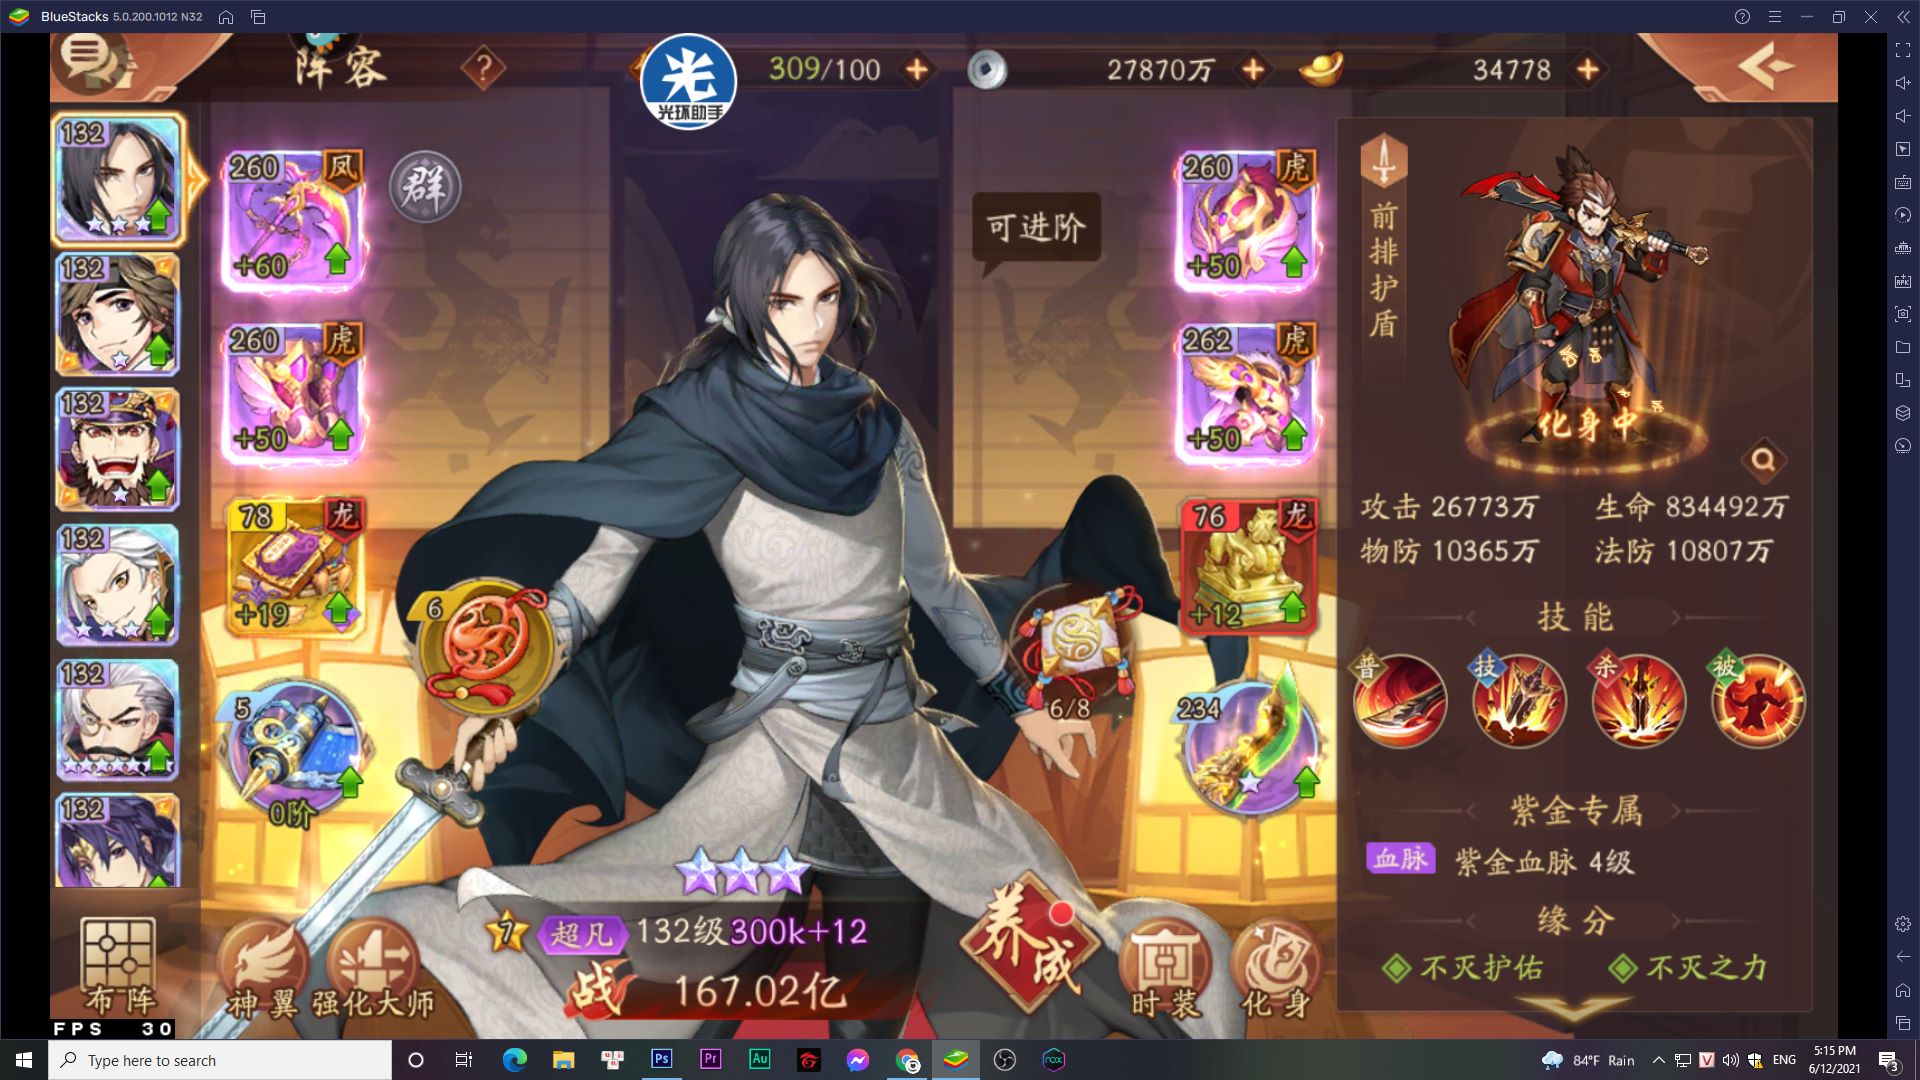 BlueStacks 5.0.200.1012 N32
阵容
?
光
光环助手
309/100
27870万
34778
132
132
132
132
132
132
260 凤
+60
群
260 虎
+50
78 龙
+19
6
5
0阶
可进阶
260 虎
+50
262 虎
+50
76 龙
+12
6/8
234
前排护盾
化身中
攻击 26773万 生命 834492万
物防 10365万 法防 10807万
技能
普 技 杀 被
紫金专属
血脉 紫金血脉 4级
缘分
不灭护佑 不灭之力
7 超凡 132级300k+12
战 167.02亿
布阵
神翼
强化大师
养成
时装
化身
FPS 30
Type here to search
Ps
Pr
Au
84°F Rain
ENG
5:15 PM
6/12/2021
3